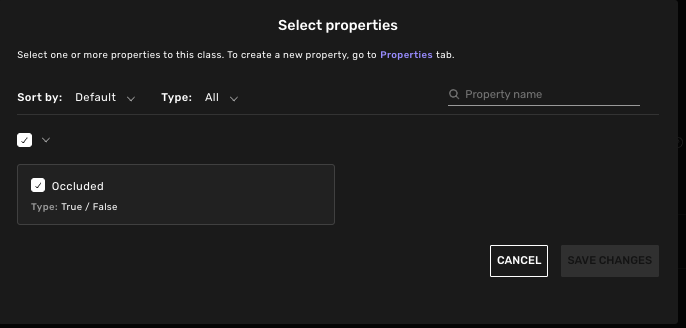 Select properties
Select one or more properties to this class. To create a new property, go to Properties tab.
Sort by: Default Type: All Property name
Occluded
Type: True / False
CANCEL SAVE CHANGES